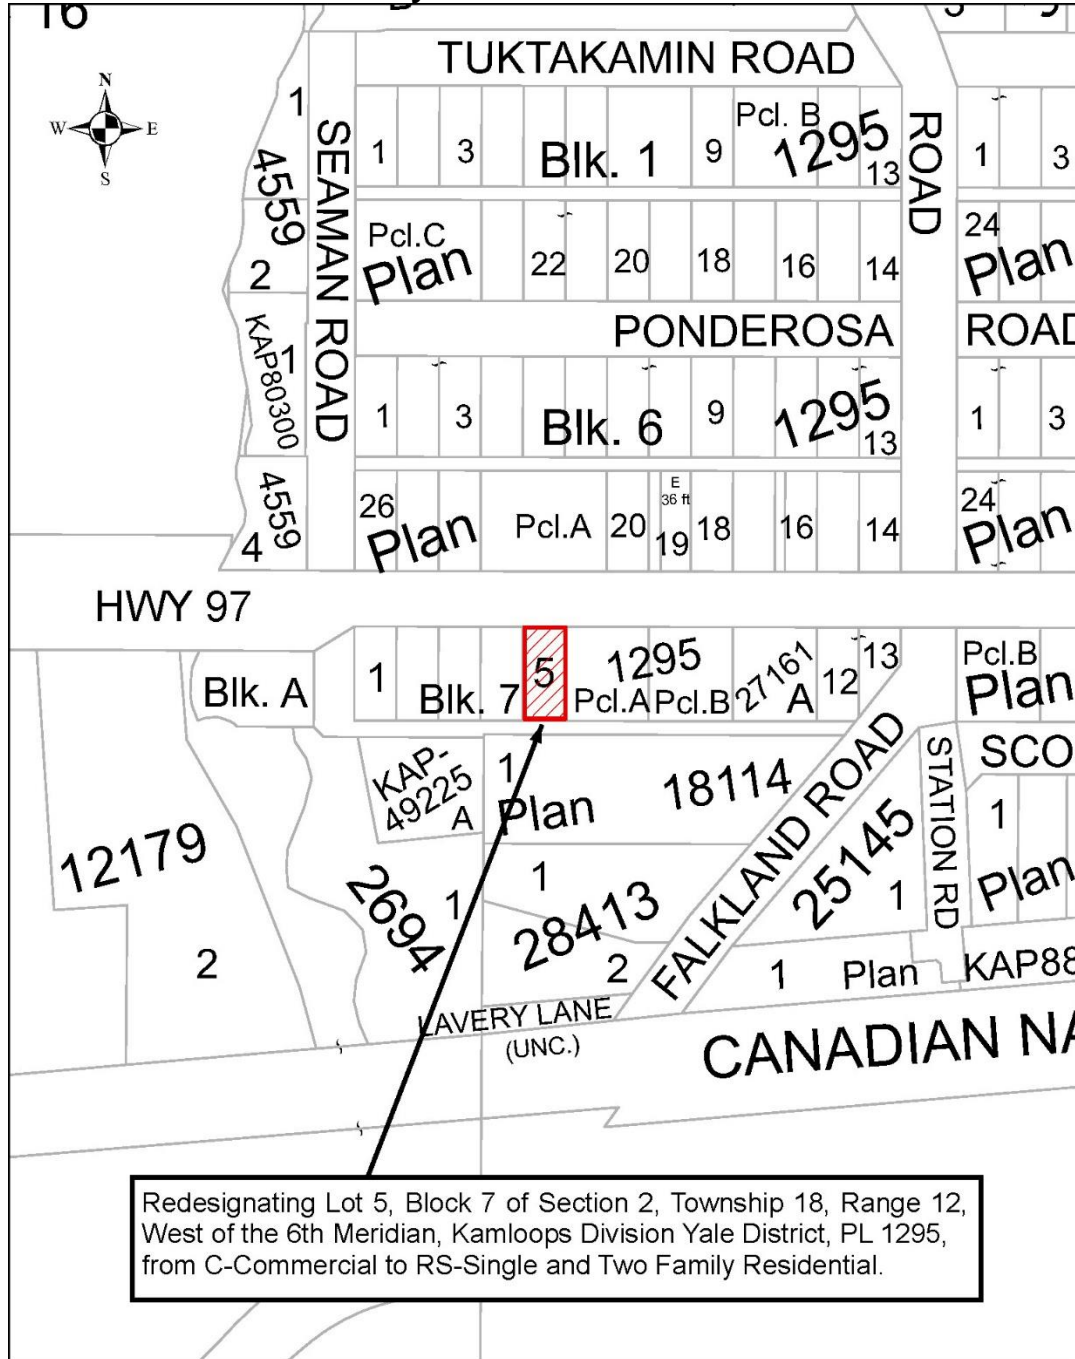 16
N
W E
S
TUKTAKAMIN ROAD
1
4559
SEAMAN ROAD
1
3
Blk. 1
9
Pcl. B
1295
13
ROAD
1
3
2
Pcl.C
Plan
22
20
18
16
14
24
Plan
PONDEROSA
ROAD
1
KAP80300
1
3
Blk. 6
9
1295
13
1
3
4559
4
26
Plan
Pcl.A
20
E
36 ft
19
18
16
14
24
Plan
HWY 97
Blk. A
1
Blk. 7
5
1295
Pcl.A
Pcl.B
27161
A
12
13
Pcl.B
Plan
KAP-
49225
A
1
Plan
18114
FALKLAND ROAD
STATION RD
SCO
12179
2
2694
1
1
28413
2
25145
1
1
Plan
1
Plan
KAP88
LAVERY LANE
(UNC.)
CANADIAN NA
Redesignating Lot 5, Block 7 of Section 2, Township 18, Range 12,
West of the 6th Meridian, Kamloops Division Yale District, PL 1295,
from C-Commercial to RS-Single and Two Family Residential.